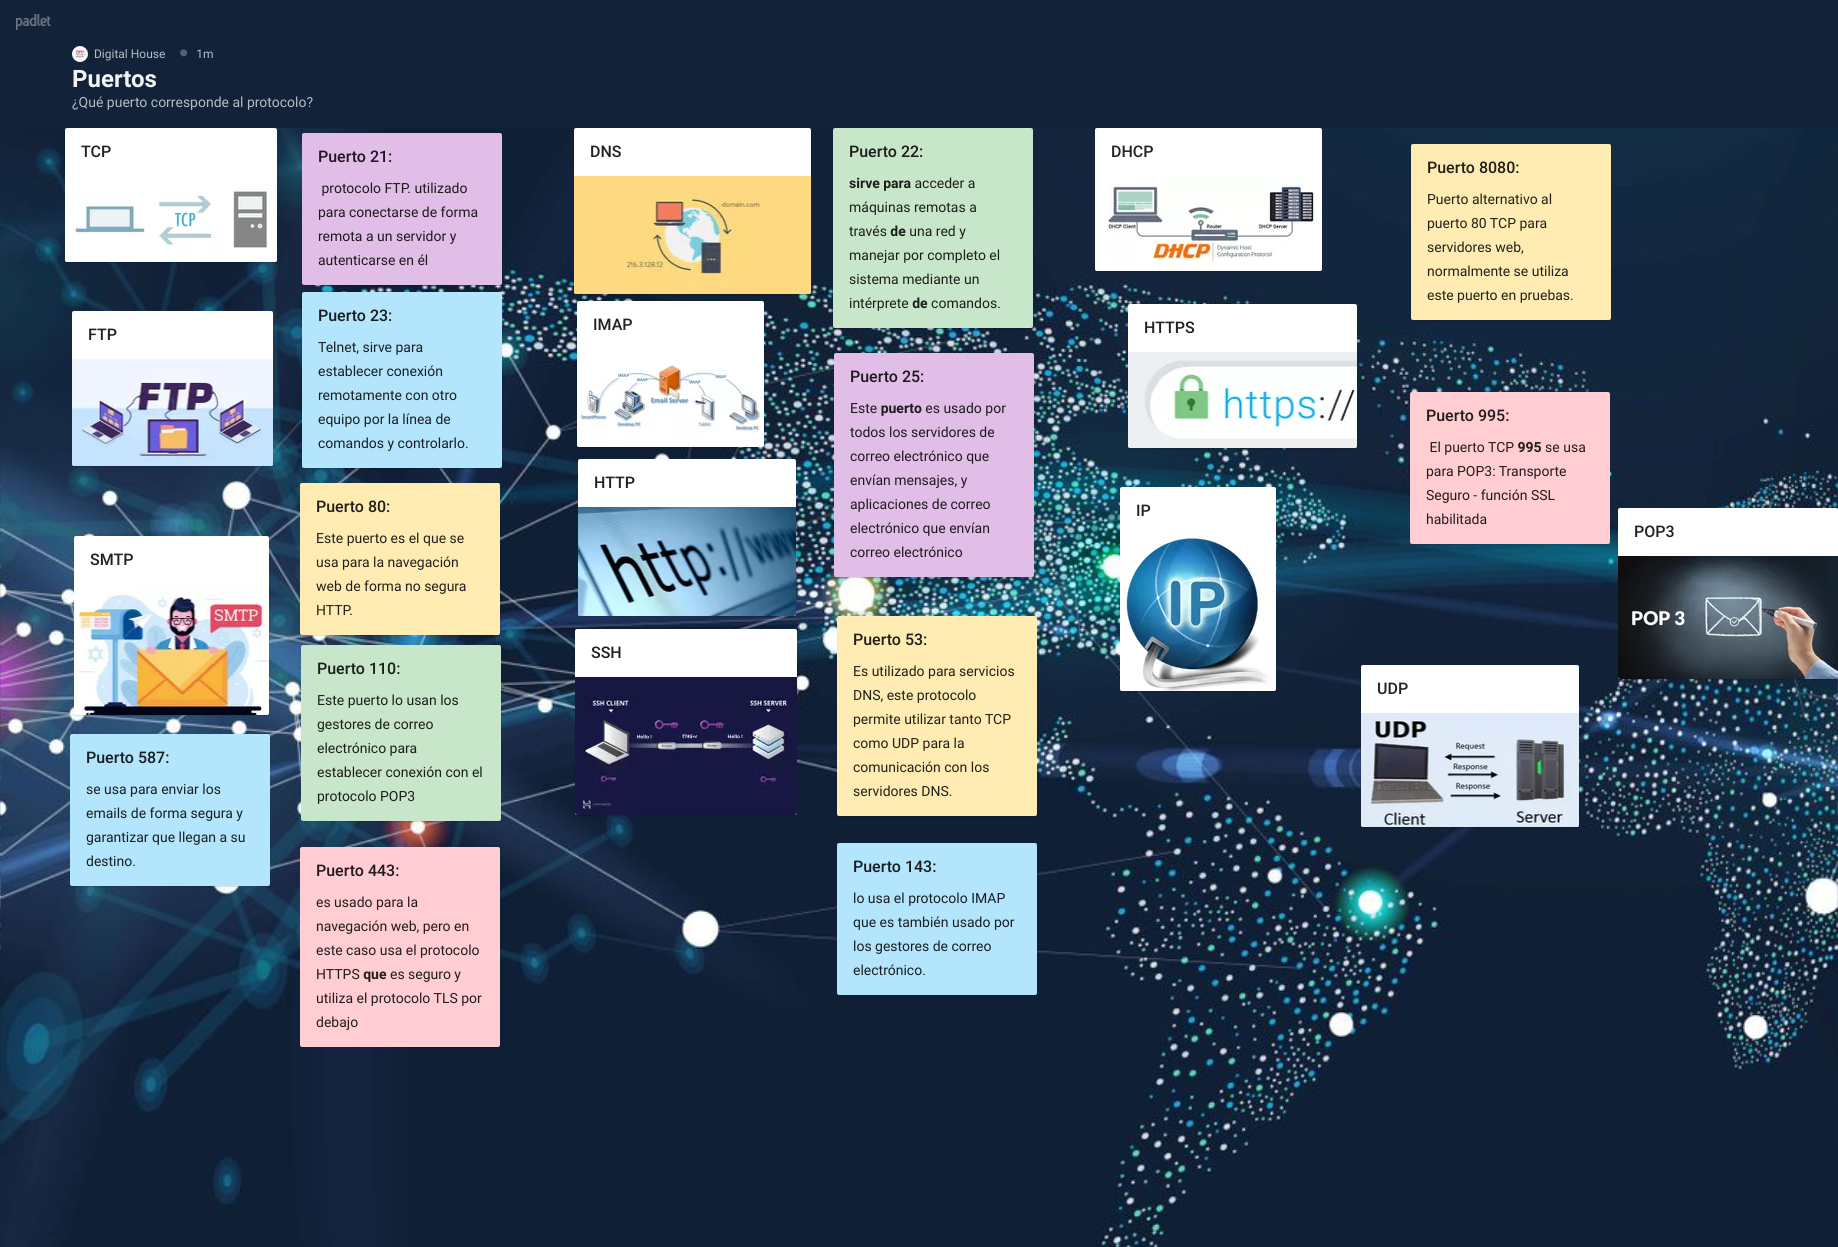 padlet
Digital House • 1m
Puertos
¿Qué puerto corresponde al protocolo?
TCP
TCP
FTP
FTP
SMTP
SMTP
Puerto 587:
se usa para enviar los
emails de forma segura y
garantizar que llegan a su
destino.
Puerto 21:
protocolo FTP. utilizado
para conectarse de forma
remota a un servidor y
autenticarse en él
Puerto 23:
Telnet, sirve para
establecer conexión
remotamente con otro
equipo por la línea de
comandos y controlarlo.
Puerto 80:
Este puerto es el que se
usa para la navegación
web de forma no segura
HTTP.
Puerto 110:
Este puerto lo usan los
gestores de correo
electrónico para
establecer conexión con el
protocolo POP3
Puerto 443:
es usado para la
navegación web, pero en
este caso usa el protocolo
HTTPS que es seguro y
utiliza el protocolo TLS por
debajo
DNS
domain.com
216.3.128.12
IMAP
IMAP
IMAP
IMAP
IMAP
Email Server
SmartPhone
Desktop PC
Tablet
Desktop PC
HTTP
http://www
SSH
SSH CLIENT
SSH SERVER
Hello !
Hello !
Puerto 22:
sirve para acceder a
máquinas remotas a
través de una red y
manejar por completo el
sistema mediante un
intérprete de comandos.
Puerto 25:
Este puerto es usado por
todos los servidores de
correo electrónico que
envían mensajes, y
aplicaciones de correo
electrónico que envían
correo electrónico
Puerto 53:
Es utilizado para servicios
DNS, este protocolo
permite utilizar tanto TCP
como UDP para la
comunicación con los
servidores DNS.
Puerto 143:
lo usa el protocolo IMAP
que es también usado por
los gestores de correo
electrónico.
DHCP
DHCP Client
Router
DHCP Server
DHCP
Dynamic Host
Configuration Protocol
HTTPS
https://
IP
IP
Puerto 8080:
Puerto alternativo al
puerto 80 TCP para
servidores web,
normalmente se utiliza
este puerto en pruebas.
Puerto 995:
El puerto TCP 995 se usa
para POP3: Transporte
Seguro - función SSL
habilitada
UDP
UDP
Request
Response
Response
Client
Server
POP3
POP 3